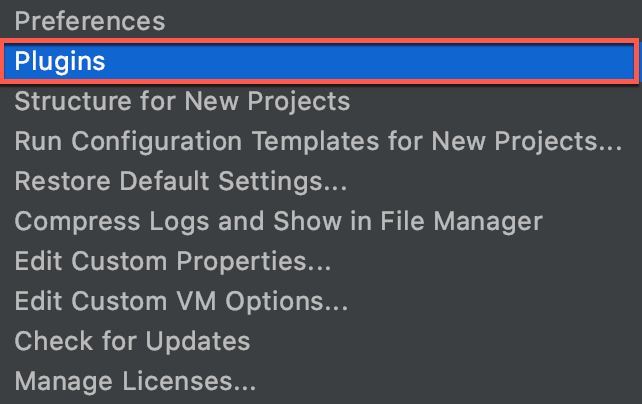 Preferences
Plugins
Structure for New Projects
Run Configuration Templates for New Projects...
Restore Default Settings...
Compress Logs and Show in File Manager
Edit Custom Properties...
Edit Custom VM Options...
Check for Updates
Manage Licenses...